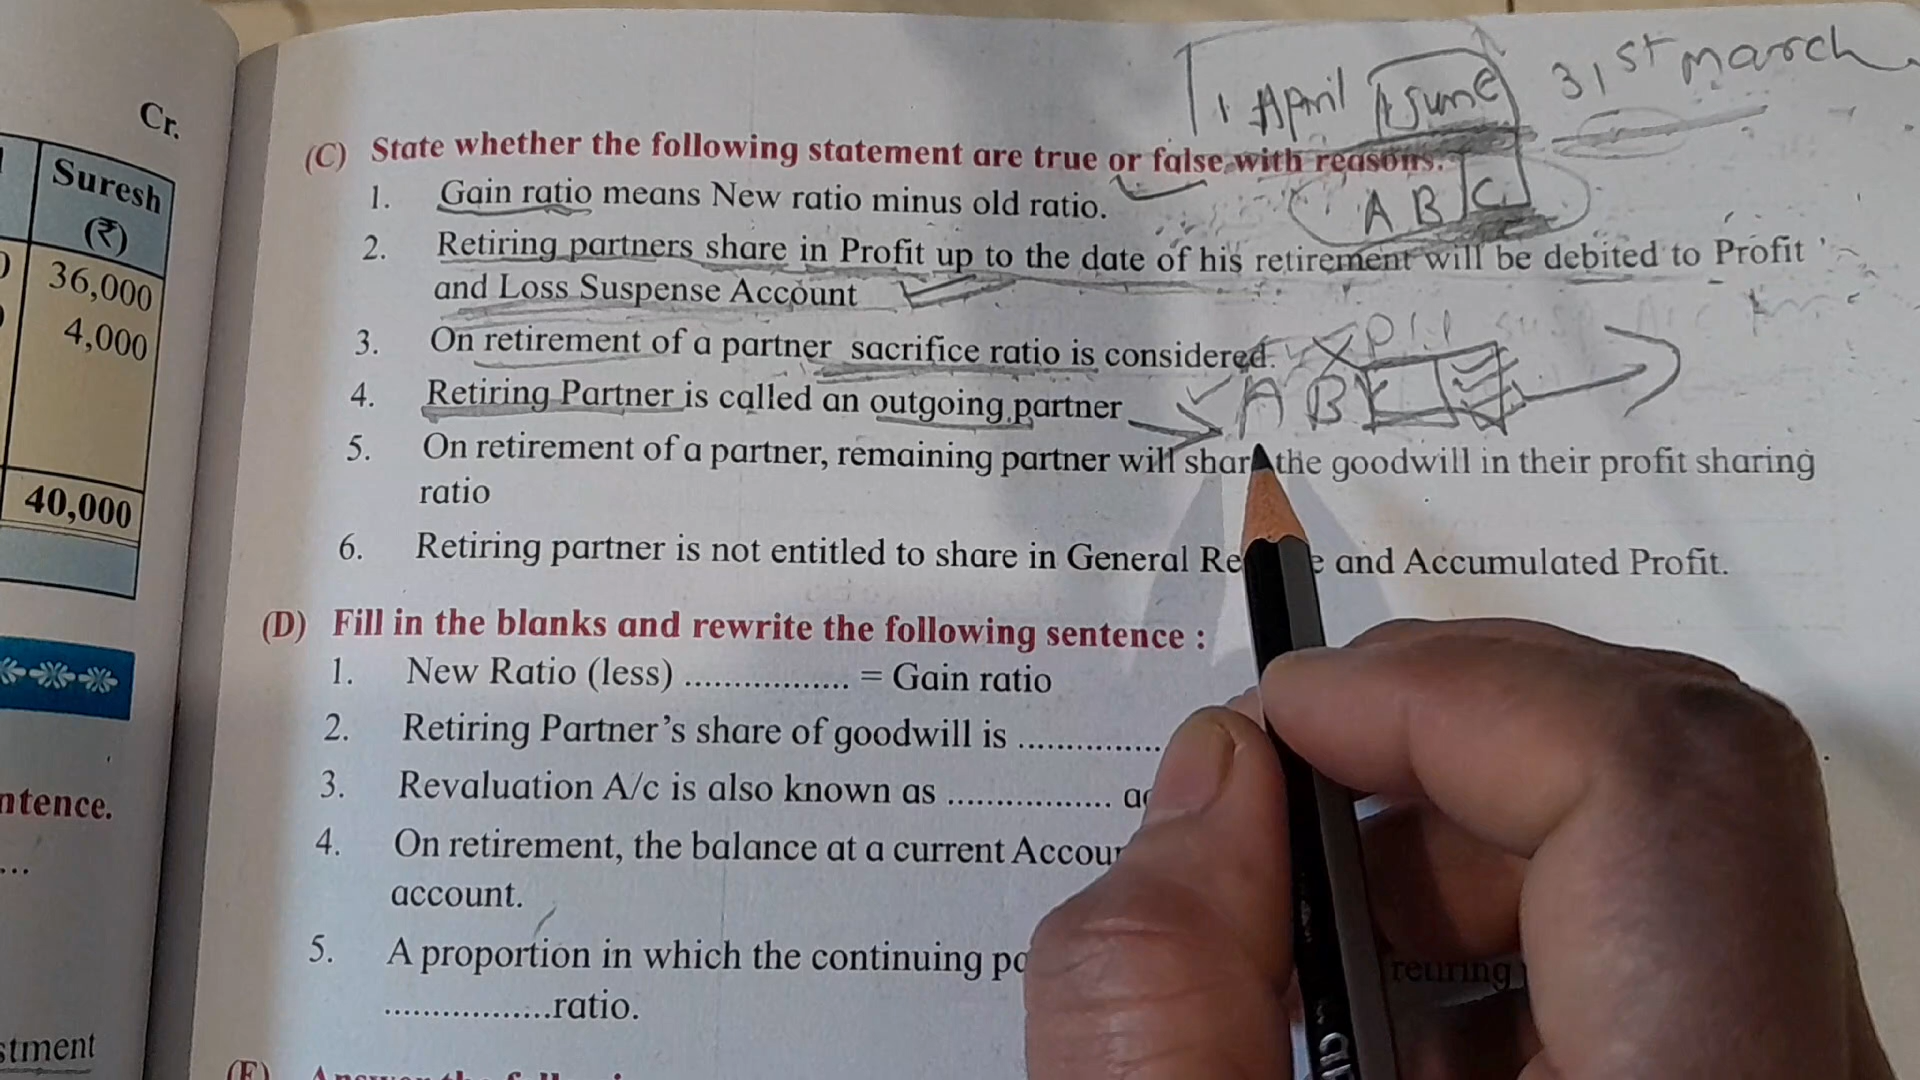 Cr.
Suresh
(₹)
36,000
4,000
40,000
ntence.
...
stment
1 April June 31st march
(C) State whether the following statement are true or false with reasons.
A B C
1. Gain ratio means New ratio minus old ratio.
2. Retiring partners share in Profit up to the date of his retirement will be debited to Profit
and Loss Suspense Account
3. On retirement of a partner sacrifice ratio is considered.
4. Retiring Partner is called an outgoing partner
A B
5. On retirement of a partner, remaining partner will share the goodwill in their profit sharing
ratio
6. Retiring partner is not entitled to share in General Re e and Accumulated Profit.
(D) Fill in the blanks and rewrite the following sentence :
1. New Ratio (less) ................. = Gain ratio
2. Retiring Partner's share of goodwill is ...............
3. Revaluation A/c is also known as ................. ac
4. On retirement, the balance at a current Accoun
account.
5. A proportion in which the continuing pa retiring
.................ratio.
(E)